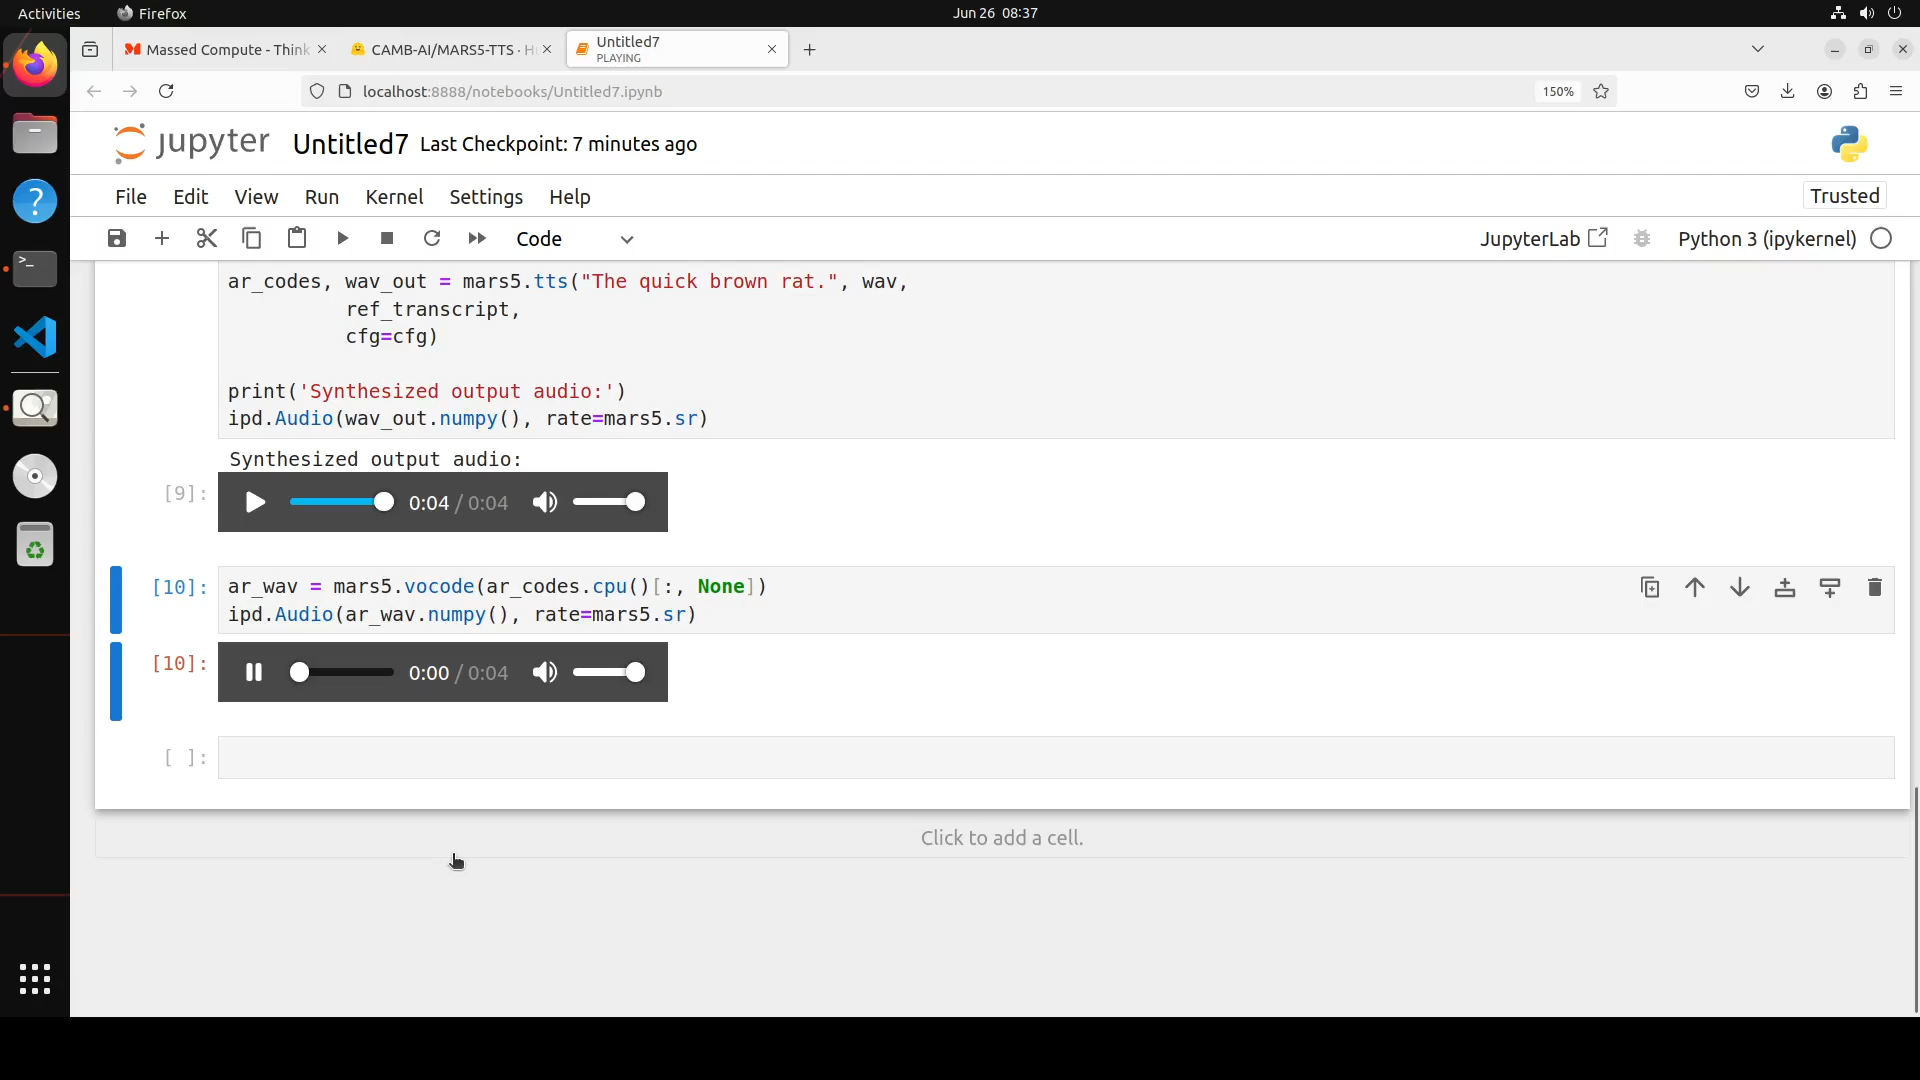 Activities
Firefox
Jun 26 08:37
Massed Compute - Think
CAMB-AI/MARS5-TTS · H
Untitled7
PLAYING
localhost:8888/notebooks/Untitled7.ipynb
150%
jupyter
Untitled7
Last Checkpoint: 7 minutes ago
File
Edit
View
Run
Kernel
Settings
Help
Trusted
Code
JupyterLab
Python 3 (ipykernel)
ar_codes, wav_out = mars5.tts("The quick brown rat.", wav,
ref_transcript,
cfg=cfg)
print('Synthesized output audio:')
ipd.Audio(wav_out.numpy(), rate=mars5.sr)
Synthesized output audio:
[9]:
0:04 / 0:04
[10]:
ar_wav = mars5.vocode(ar_codes.cpu()[:, None])
ipd.Audio(ar_wav.numpy(), rate=mars5.sr)
[10]:
0:00 / 0:04
[ ]:
Click to add a cell.